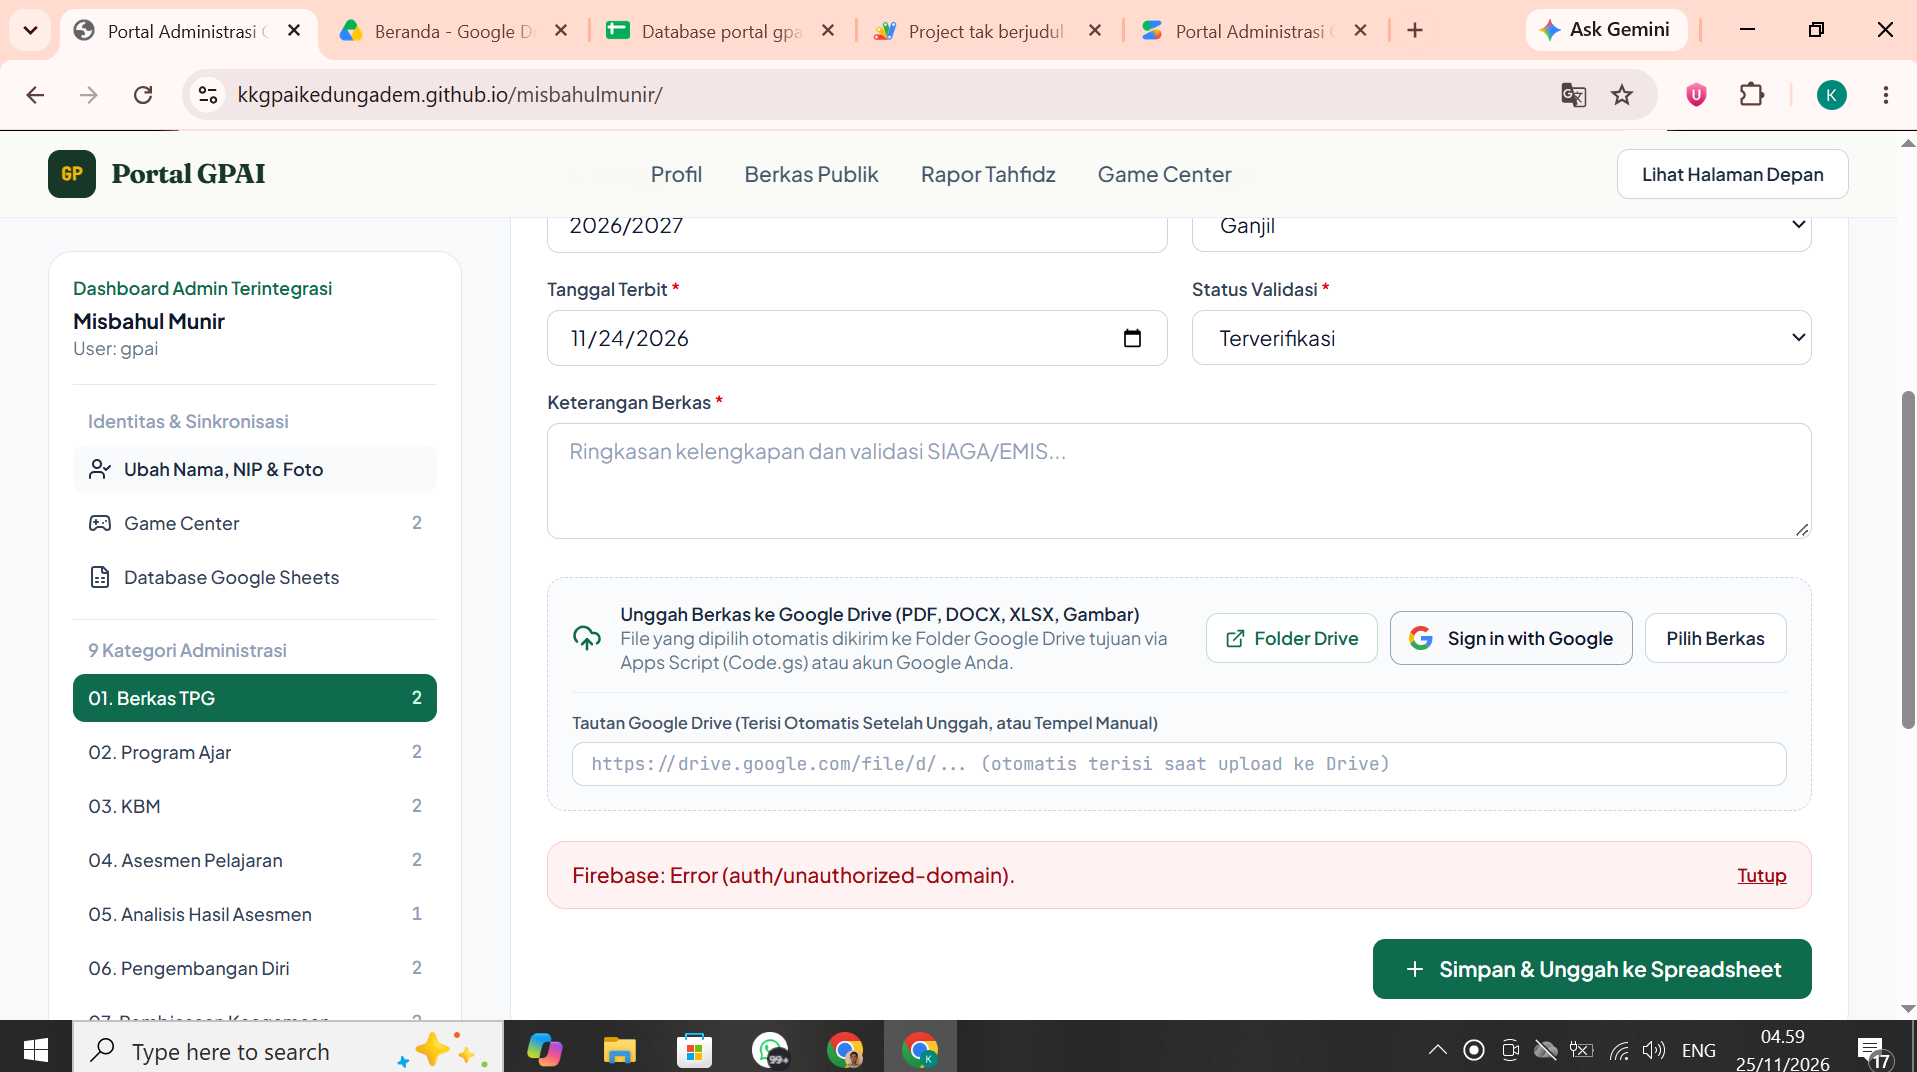 Portal Administrasi G
Beranda - Google Dr
Database portal gpa
Project tak berjudul
Portal Administrasi G
Ask Gemini
kkgpaikedungadem.github.io/misbahulmunir/
K
GP
Portal GPAI
Profil
Berkas Publik
Rapor Tahfidz
Game Center
Lihat Halaman Depan
Dashboard Admin Terintegrasi
Misbahul Munir
User: gpai
Identitas & Sinkronisasi
Ubah Nama, NIP & Foto
Game Center 2
Database Google Sheets
9 Kategori Administrasi
01. Berkas TPG 2
02. Program Ajar 2
03. KBM 2
04. Asesmen Pelajaran 2
05. Analisis Hasil Asesmen 1
06. Pengembangan Diri 2
2026/2027
Ganjil
Tanggal Terbit *
Status Validasi *
11/24/2026
Terverifikasi
Keterangan Berkas *
Ringkasan kelengkapan dan validasi SIAGA/EMIS...
Unggah Berkas ke Google Drive (PDF, DOCX, XLSX, Gambar)
File yang dipilih otomatis dikirim ke Folder Google Drive tujuan via
Apps Script (Code.gs) atau akun Google Anda.
Folder Drive
Sign in with Google
Pilih Berkas
Tautan Google Drive (Terisi Otomatis Setelah Unggah, atau Tempel Manual)
https://drive.google.com/file/d/... (otomatis terisi saat upload ke Drive)
Firebase: Error (auth/unauthorized-domain).
Tutup
+ Simpan & Unggah ke Spreadsheet
Type here to search
99+
K
ENG
04.59
25/11/2026
17